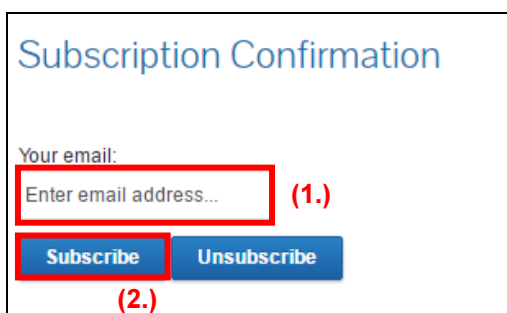 Subscription Confirmation
Your email:
Enter email address... (1.)
Subscribe Unsubscribe
(2.)